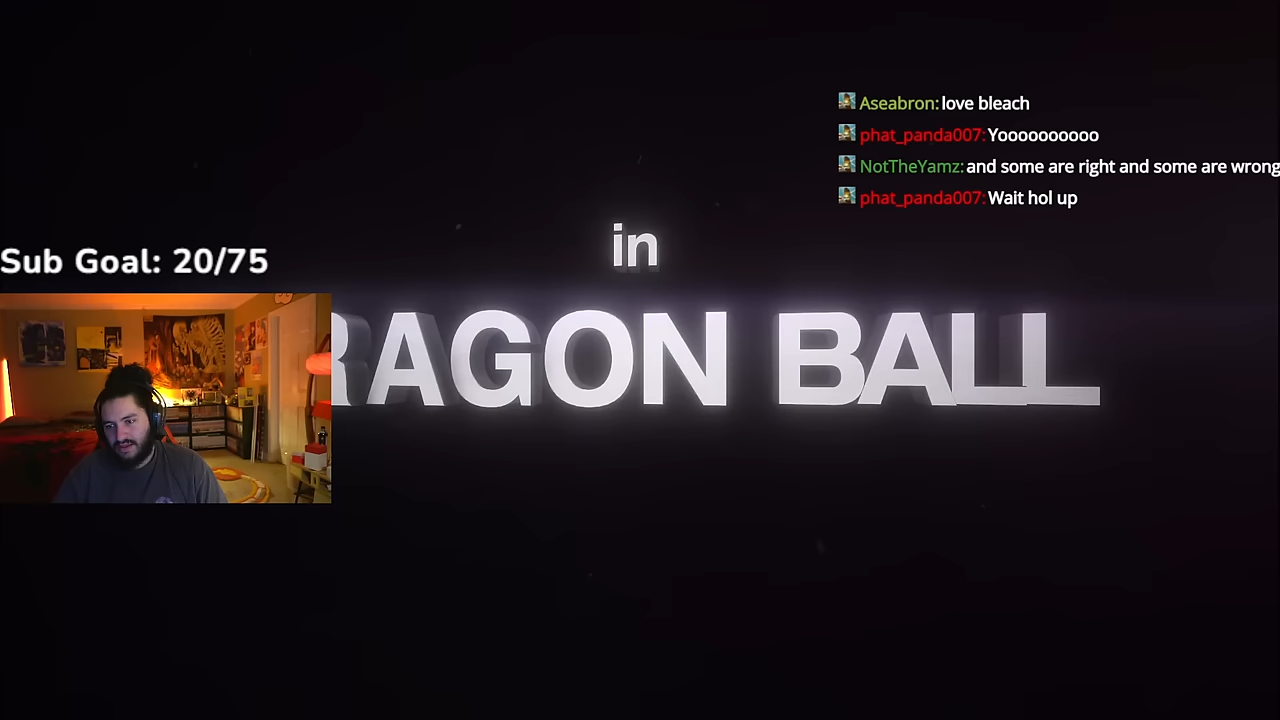 Aseabron: love bleach
phat_panda007: Yoooooooooo
NotTheYamz: and some are right and some are wrong
phat_panda007: Wait hol up
in
Sub Goal: 20/75
RAGON BALL